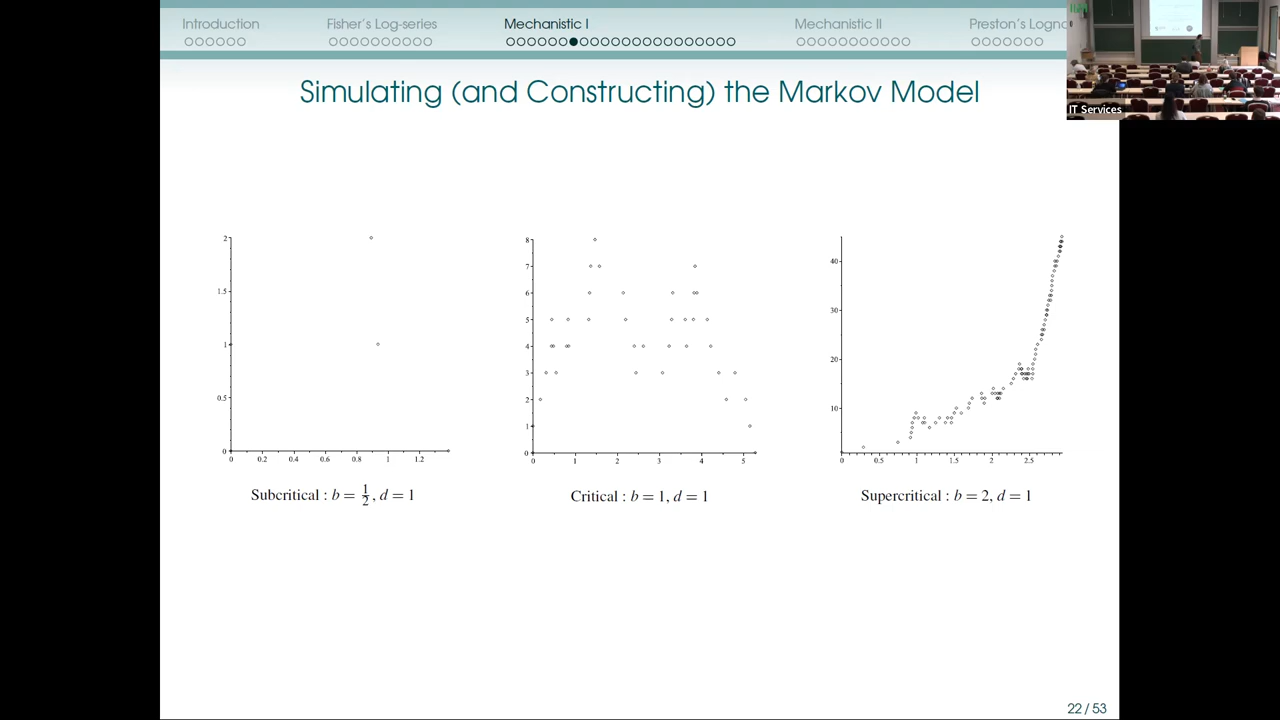 Introduction Fisher's Log-series Mechanistic I Mechanistic II Preston's Logno
Simulating (and Constructing) the Markov Model
IT Services
2
1.5
1
0.5
0
0 0.2 0.4 0.6 0.8 1 1.2
Subcritical : b = 1/2, d = 1
8
7
6
5
4
3
2
1
0
0 1 2 3 4 5
Critical : b = 1, d = 1
40
30
20
10
0 0.5 1 1.5 2 2.5
Supercritical : b = 2, d = 1
22 / 53